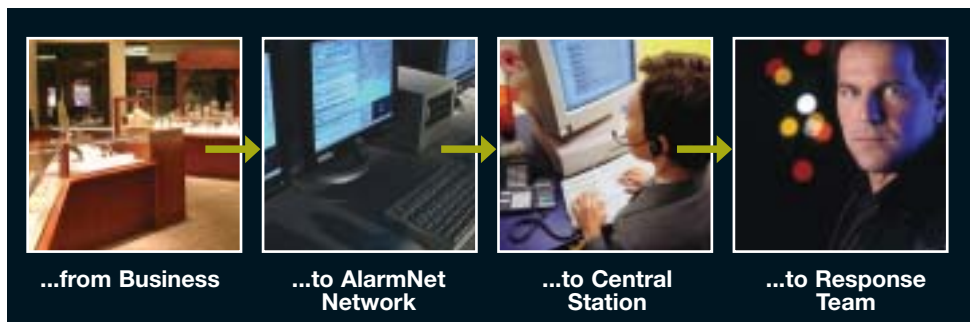 ...from Business
...to AlarmNet
Network
...to Central
Station
...to Response
Team